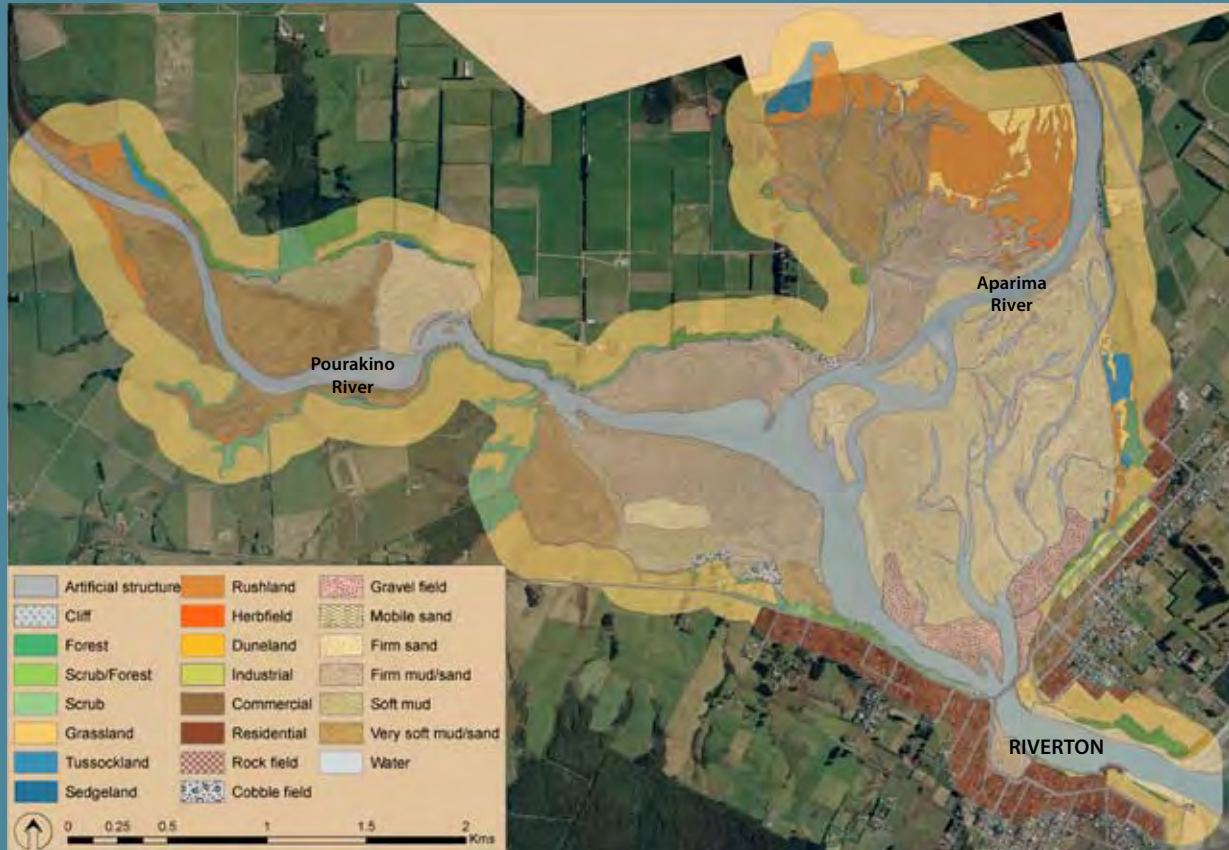 Aparima
River
Pourakino
River
RIVERTON
Artificial structure
Cliff
Forest
Scrub/Forest
Scrub
Grassland
Tussockland
Sedgeland
Rushland
Herbfield
Duneland
Industrial
Commercial
Residential
Rock field
Cobble field
Gravel field
Mobile sand
Firm sand
Firm mud/sand
Soft mud
Very soft mud/sand
Water
0 0.25 0.5 1 1.5 2
Kms